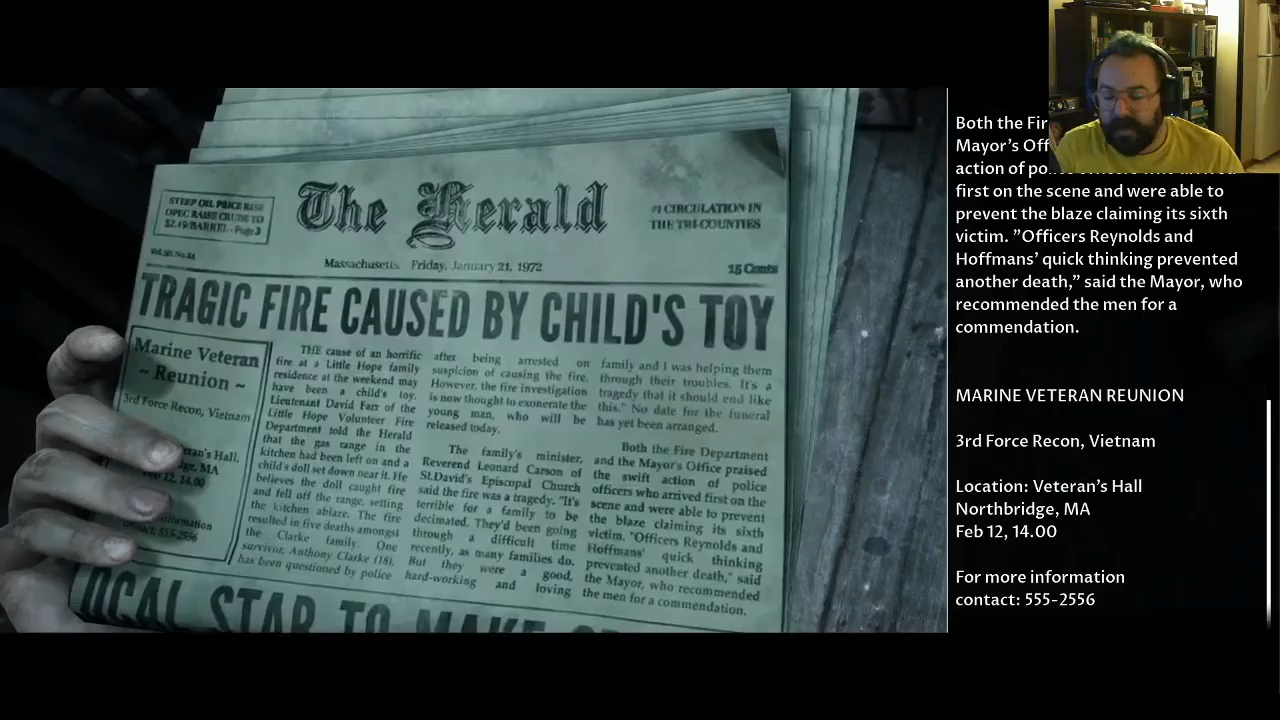 STEEP OIL PRICE RISE
OPEC RAISE CRUDE TO
$2.49/BARREL - Page 3
The Herald
#1 CIRCULATION IN
THE TRI-COUNTIES
Massachusetts, Friday, January 21, 1972
15 Cents
TRAGIC FIRE CAUSED BY CHILD'S TOY
Marine Veteran
~ Reunion ~
3rd Force Recon, Vietnam
ran's Hall,
ge, MA
12, 14.00
formation
contact: 555-2556
THE cause of an horrific
fire at a Little Hope family
residence at the weekend may
have been a child's toy.
Lieutenant David Farr of the
Little Hope Volunteer Fire
Department told the Herald
that the gas range in the
kitchen had been left on and a
child's doll set down near it. He
believes the doll caught fire
and fell off the range, setting
the kitchen ablaze. The fire
resulted in five deaths amongst
the Clarke family. One
survivor, Anthony Clarke (18),
has been questioned by police
after being arrested on
suspicion of causing the fire.
However, the fire investigation
is now thought to exonerate the
young man, who will be
released today.
The family's minister,
Reverend Leonard Carson of
St.David's Episcopal Church
said the fire was a tragedy. "It's
terrible for a family to be
decimated. They'd been going
through a difficult time
recently, as many families do.
But they were a good,
hard-working and loving
family and I was helping them
through their troubles. It's a
tragedy that it should end like
this." No date for the funeral
has yet been arranged.
Both the Fire Department
and the Mayor's Office praised
the swift action of police
officers who arrived first on the
scene and were able to prevent
the blaze claiming its sixth
victim. "Officers Reynolds and
Hoffmans' quick thinking
prevented another death," said
the Mayor, who recommended
the men for a commendation.
OCAL STAR TO MAKE
Both the Fir
Mayor's Off
action of po
first on the scene and were able to
prevent the blaze claiming its sixth
victim. "Officers Reynolds and
Hoffmans' quick thinking prevented
another death," said the Mayor, who
recommended the men for a
commendation.
MARINE VETERAN REUNION
3rd Force Recon, Vietnam
Location: Veteran's Hall
Northbridge, MA
Feb 12, 14.00
For more information
contact: 555-2556